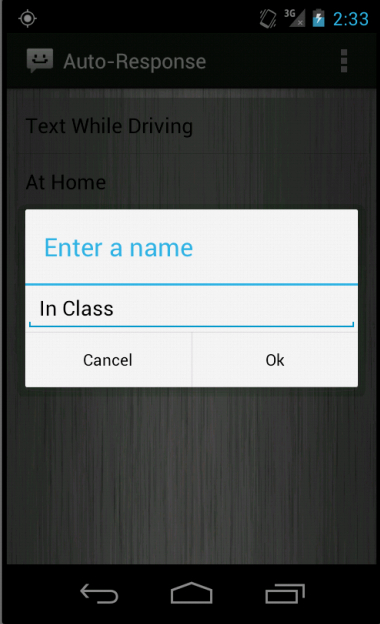 3G 2:33
Auto-Response
Text While Driving
At Home
Enter a name
In Class
Cancel Ok